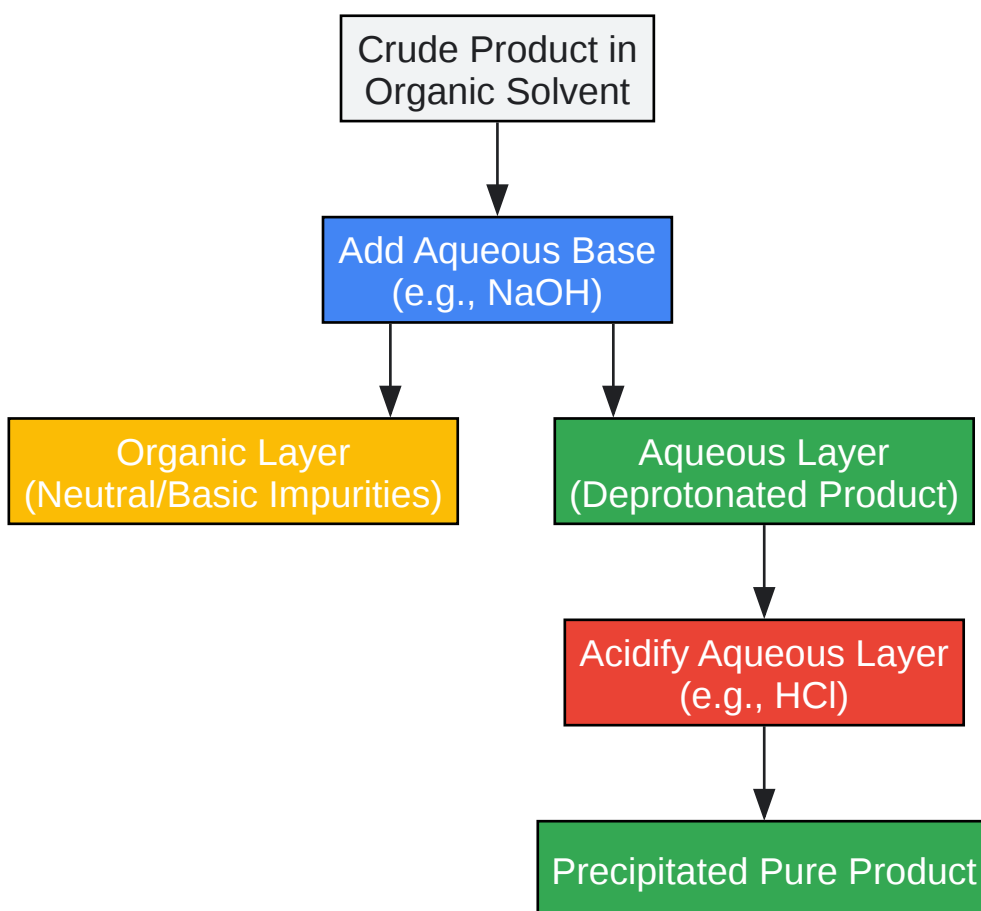 Crude Product in
Organic Solvent
Add Aqueous Base
(e.g., NaOH)
Organic Layer
(Neutral/Basic Impurities)
Aqueous Layer
(Deprotonated Product)
Acidify Aqueous Layer
(e.g., HCl)
Precipitated Pure Product